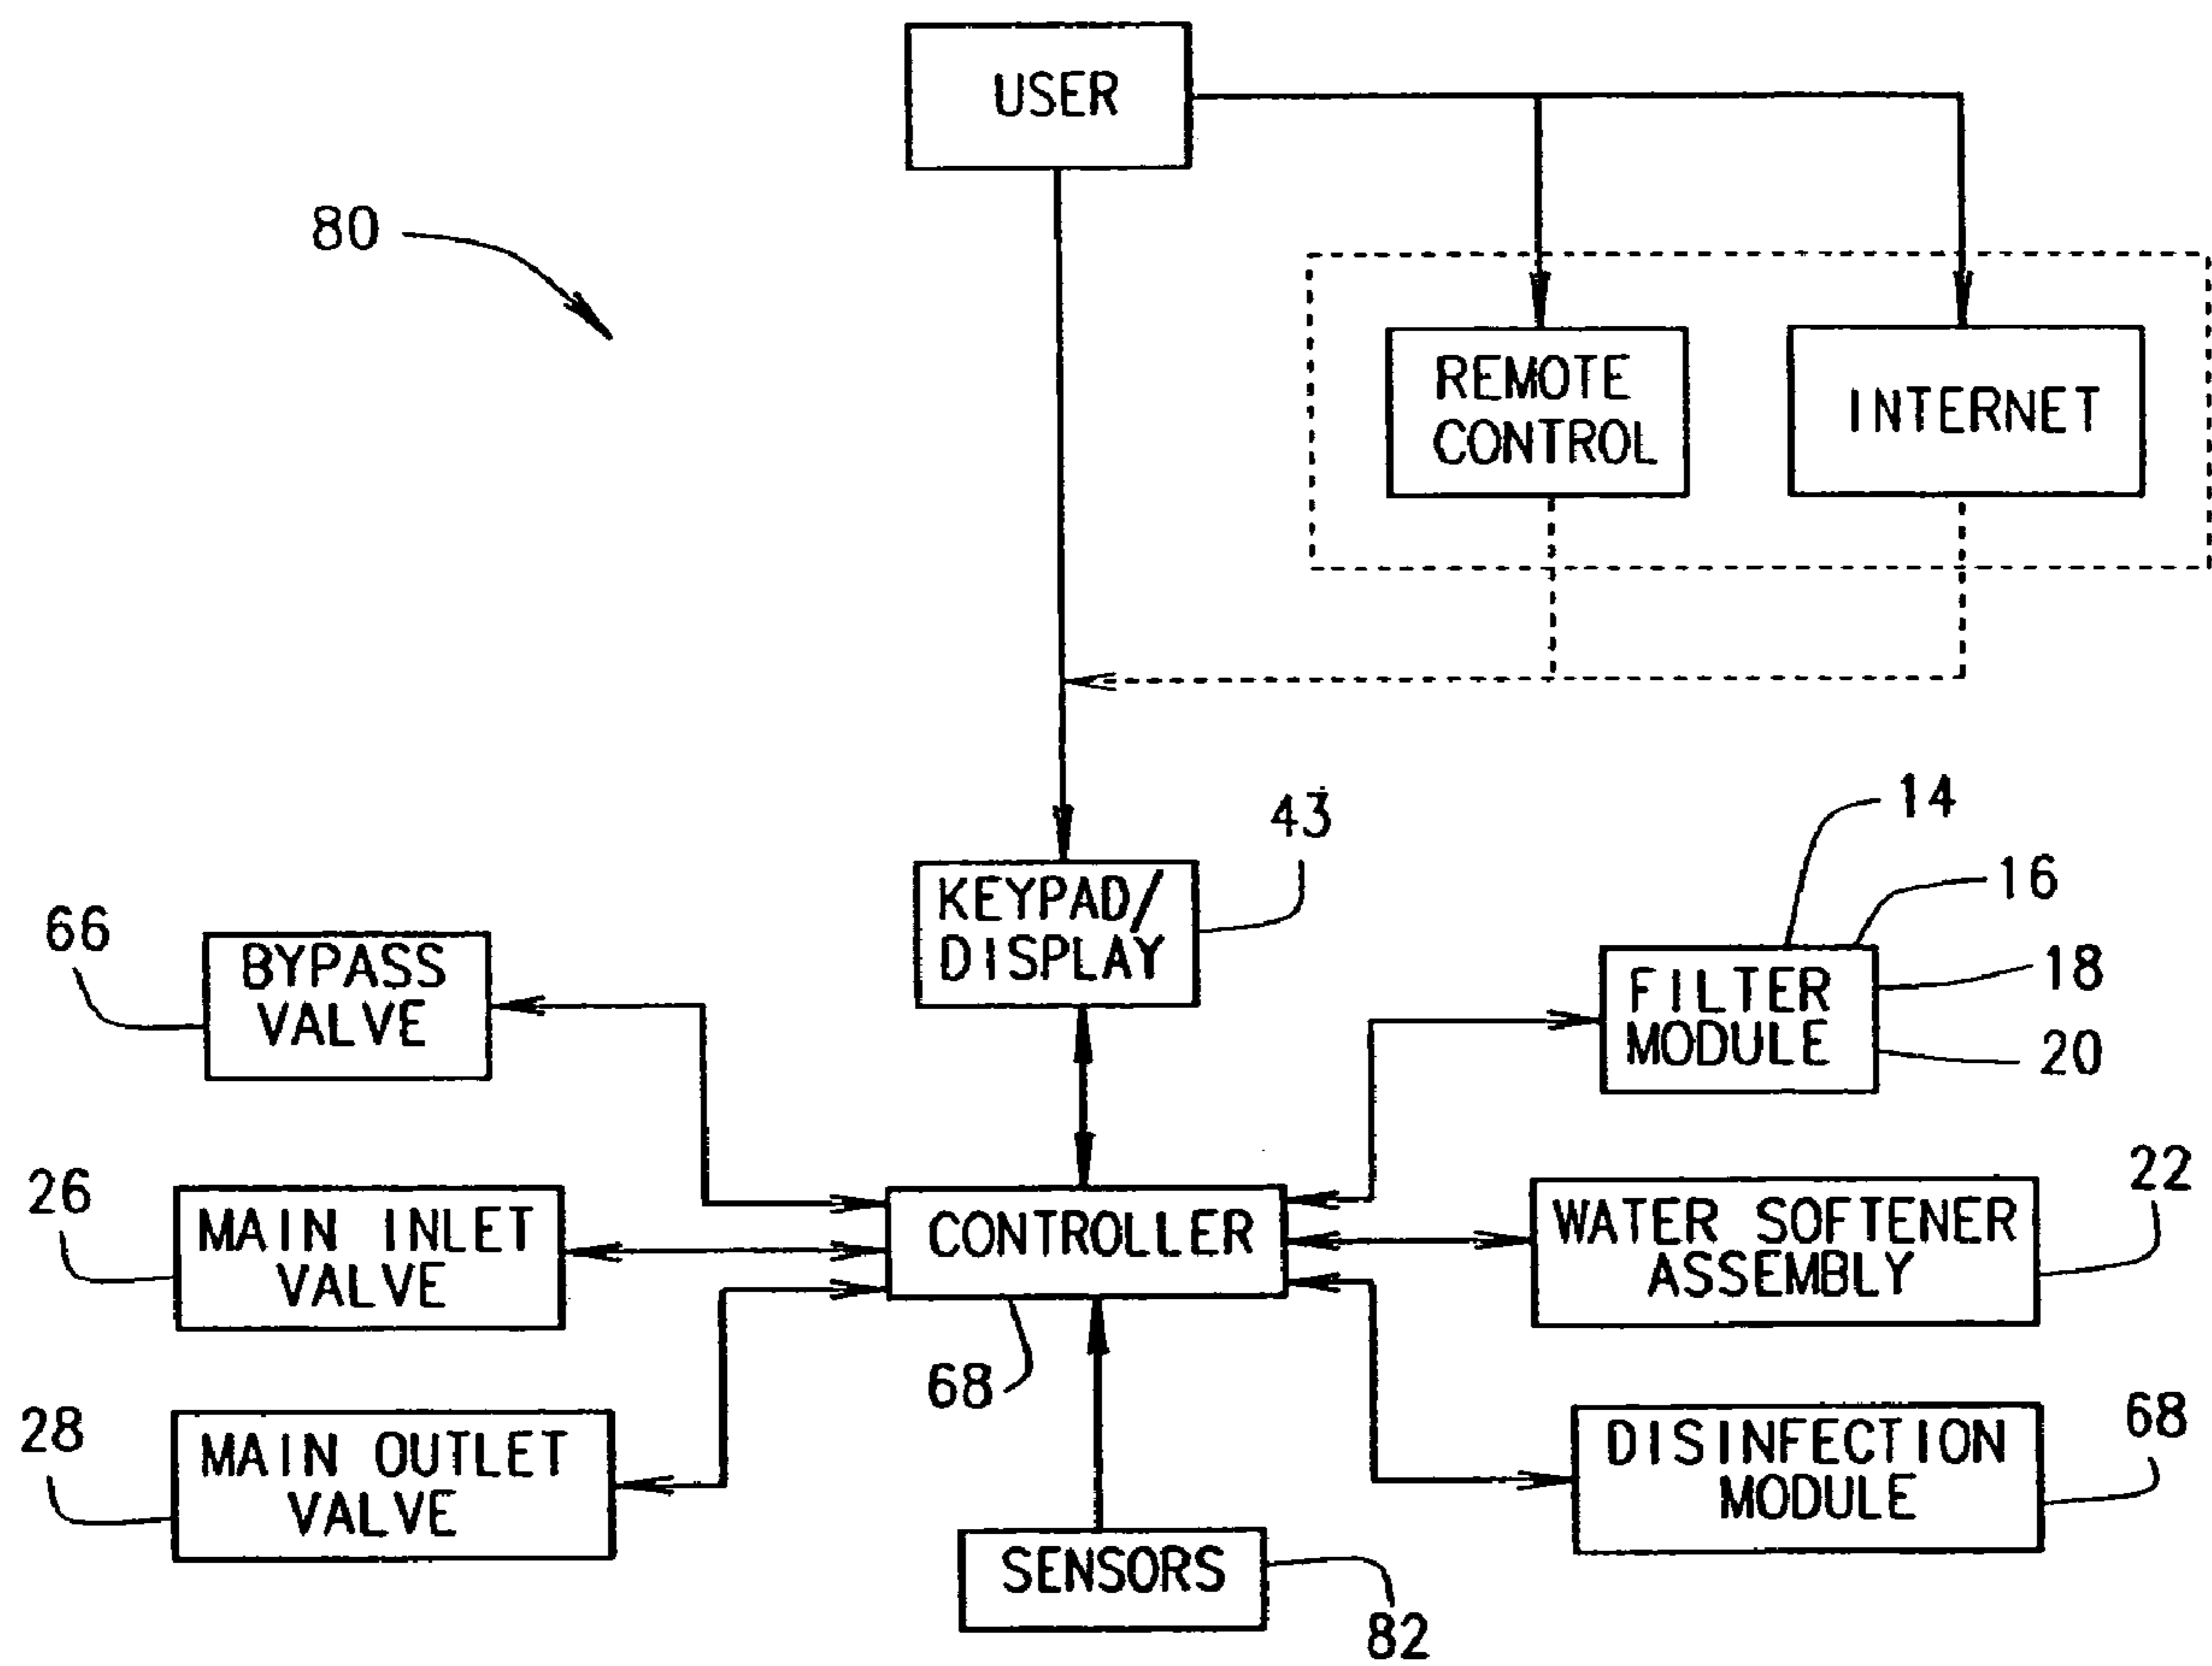 USER
80
REMOTE
CONTROL
INTERNET
43
14
16
18
20
KEYPAD/
DISPLAY
66
BYPASS
VALVE
FILTER
MODULE
26
MAIN INLET
VALVE
CONTROLLER
68
22
WATER SOFTENER
ASSEMBLY
28
MAIN OUTLET
VALVE
68
DISINFECTION
MODULE
SENSORS
82